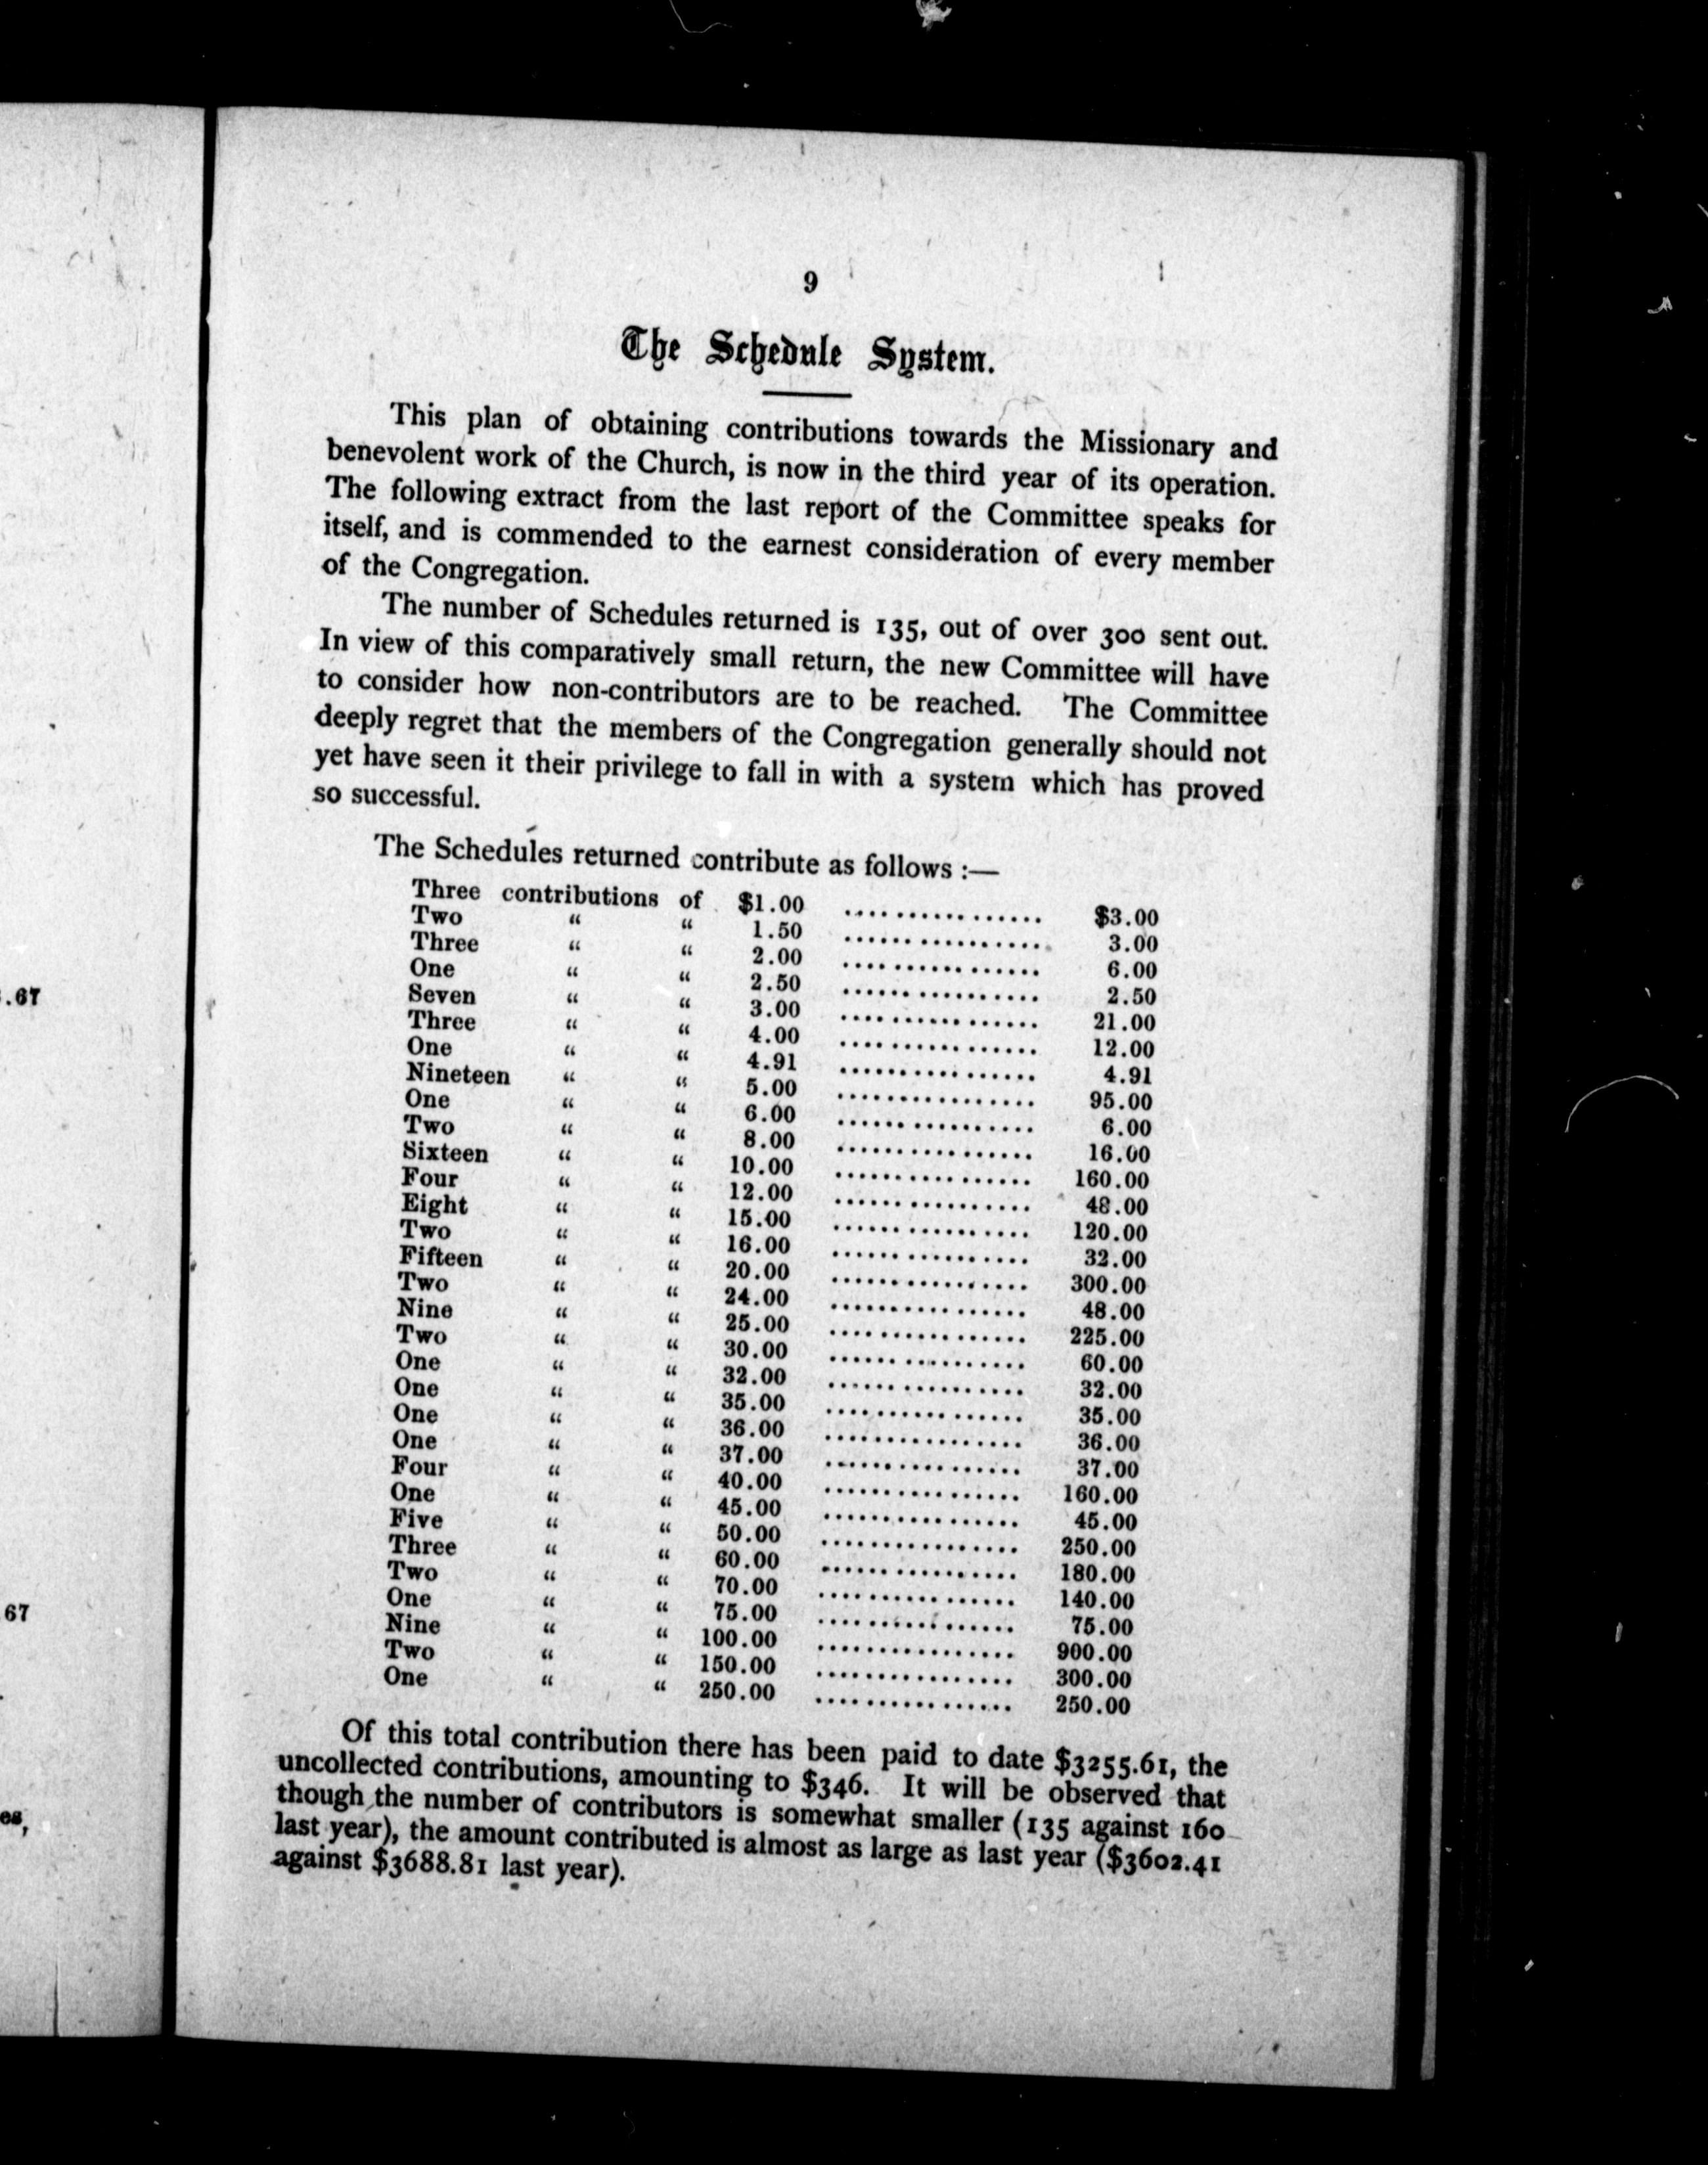 .67
67
es,
9
The Schedule System.
This plan of obtaining contributions towards the Missionary and
benevolent work of the Church, is now in the third year of its operation.
The following extract from the last report of the Committee speaks for
itself, and is commended to the earnest consideration of every member
of the Congregation.
The number of Schedules returned is 135, out of over 300 sent out.
In view of this comparatively small return, the new Committee will have
to consider how non-contributors are to be reached. The Committee
deeply regret that the members of the Congregation generally should not
yet have seen it their privilege to fall in with a system which has proved
so successful.
The Schedules returned contribute as follows :—
Three contributions of $1.00 ................ $3.00
Two " " 1.50 ................ 3.00
Three " " 2.00 ................ 6.00
One " " 2.50 ................ 2.50
Seven " " 3.00 ................ 21.00
Three " " 4.00 ................ 12.00
One " " 4.91 ................ 4.91
Nineteen " " 5.00 ................ 95.00
One " " 6.00 ................ 6.00
Two " " 8.00 ................ 16.00
Sixteen " " 10.00 ................ 160.00
Four " " 12.00 ................ 48.00
Eight " " 15.00 ................ 120.00
Two " " 16.00 ................ 32.00
Fifteen " " 20.00 ................ 300.00
Two " " 24.00 ................ 48.00
Nine " " 25.00 ................ 225.00
Two " " 30.00 ................ 60.00
One " " 32.00 ................ 32.00
One " " 35.00 ................ 35.00
One " " 36.00 ................ 36.00
One " " 37.00 ................ 37.00
Four " " 40.00 ................ 160.00
One " " 45.00 ................ 45.00
Five " " 50.00 ................ 250.00
Three " " 60.00 ................ 180.00
Two " " 70.00 ................ 140.00
One " " 75.00 ................ 75.00
Nine " " 100.00 ................ 900.00
Two " " 150.00 ................ 300.00
One " " 250.00 ................ 250.00
Of this total contribution there has been paid to date $3255.61, the
uncollected contributions, amounting to $346. It will be observed that
though the number of contributors is somewhat smaller (135 against 160
last year), the amount contributed is almost as large as last year ($3602.41
against $3688.81 last year).